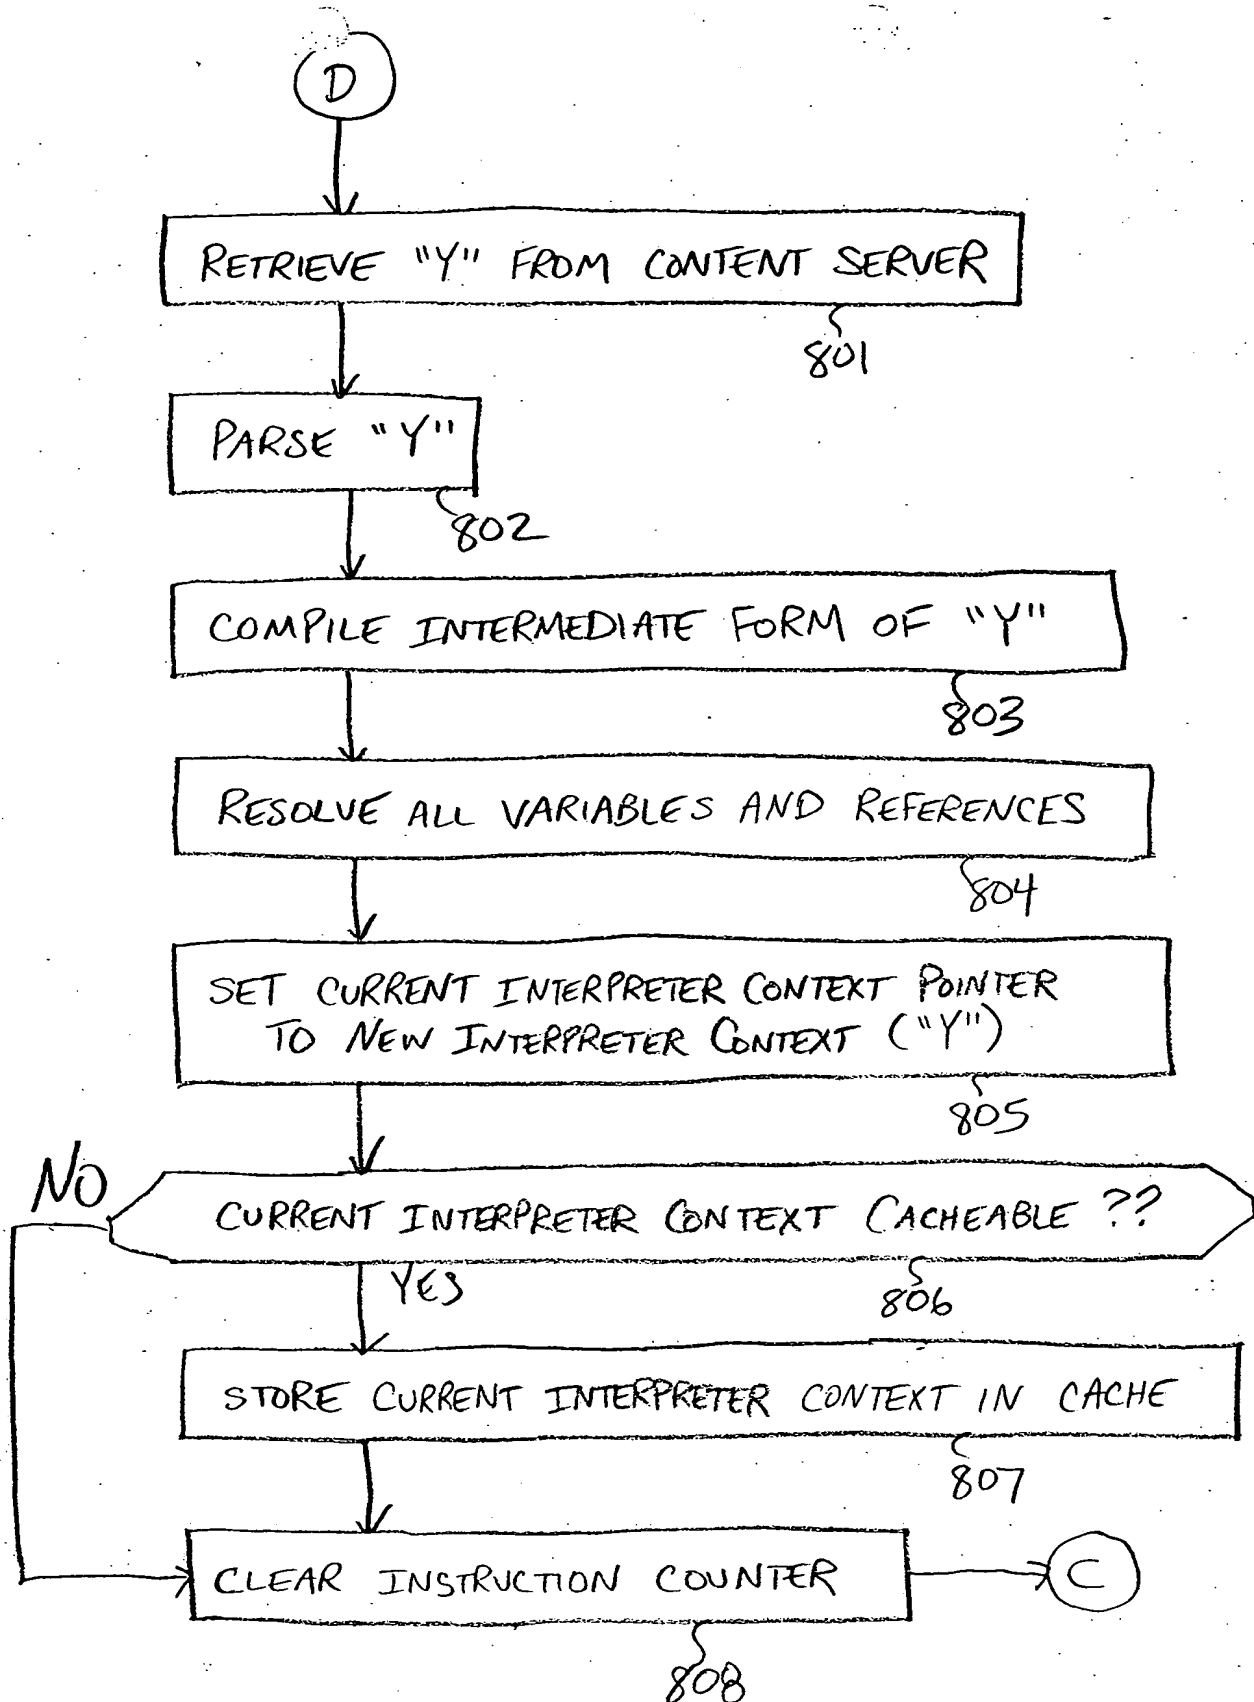 D
RETRIEVE "Y" FROM CONTENT SERVER
801
PARSE "Y"
802
COMPILE INTERMEDIATE FORM OF "Y"
803
RESOLVE ALL VARIABLES AND REFERENCES
804
SET CURRENT INTERPRETER CONTEXT POINTER
TO NEW INTERPRETER CONTEXT ("Y")
805
NO
CURRENT INTERPRETER CONTEXT CACHEABLE ??
YES
806
STORE CURRENT INTERPRETER CONTEXT IN CACHE
807
CLEAR INSTRUCTION COUNTER
C
808